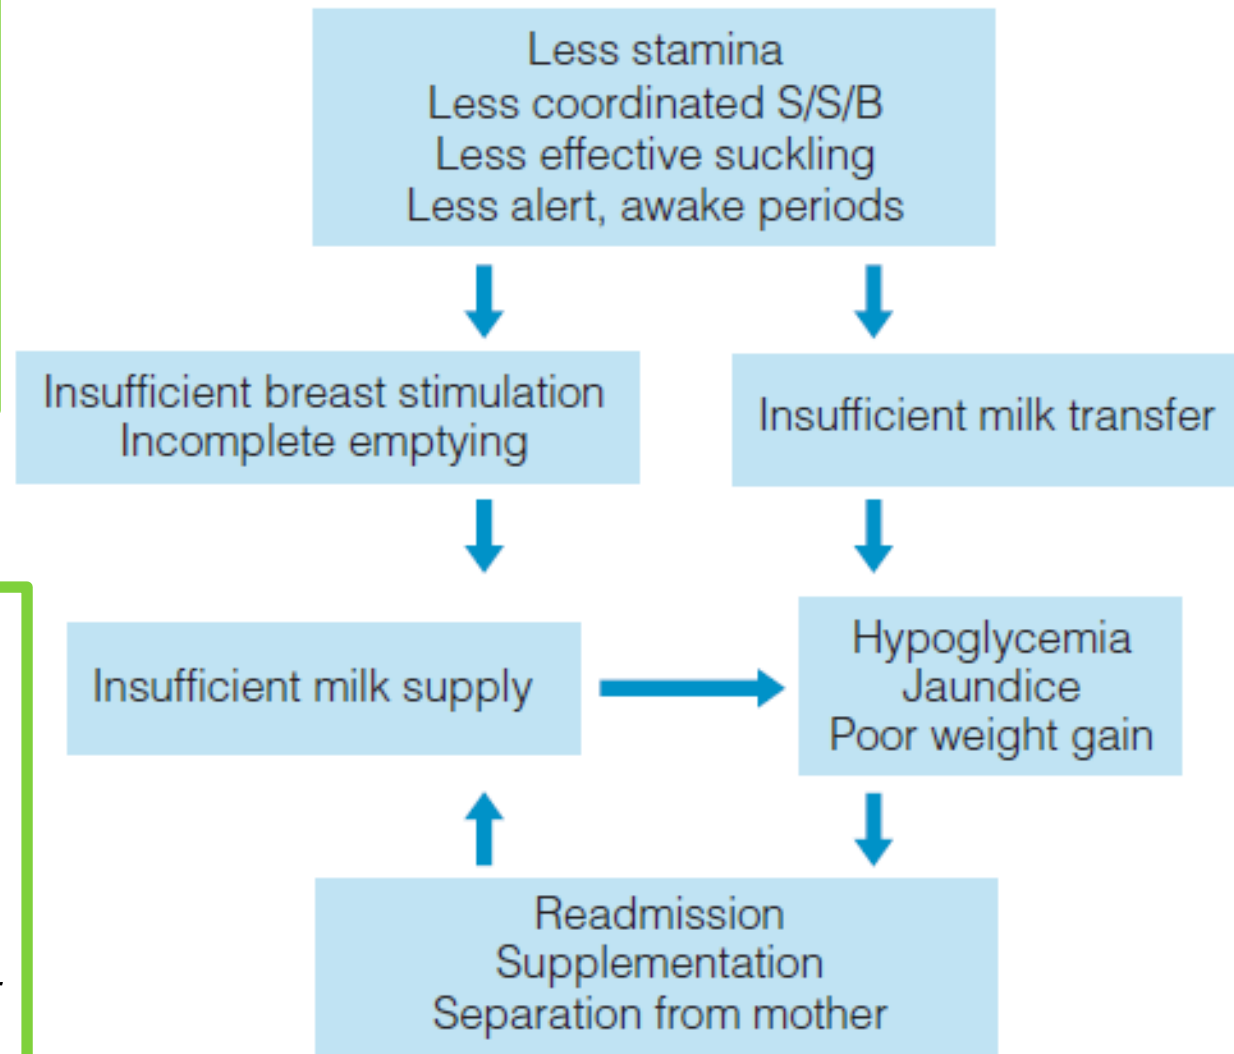 Less stamina
Less coordinated S/S/B
Less effective suckling
Less alert, awake periods
Insufficient breast stimulation
Incomplete emptying
Insufficient milk transfer
Insufficient milk supply
Hypoglycemia
Jaundice
Poor weight gain
Readmission
Supplementation
Separation from mother